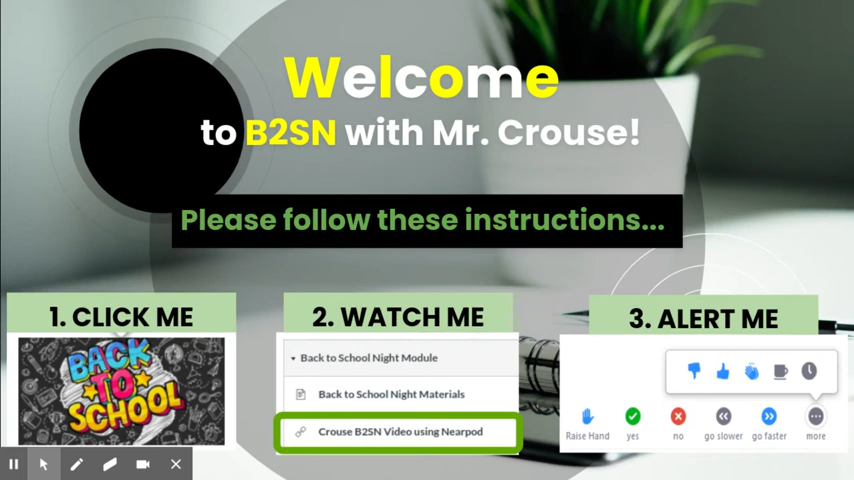 Welcome
to B2SN with Mr. Crouse!
Please follow these instructions...
1. CLICK ME
2. WATCH ME
3. ALERT ME
BACK
TO
SCHOOL
Back to School Night Module
Back to School Night Materials
Crouse B2SN Video using Nearpod
Raise Hand yes no go slower go faster more